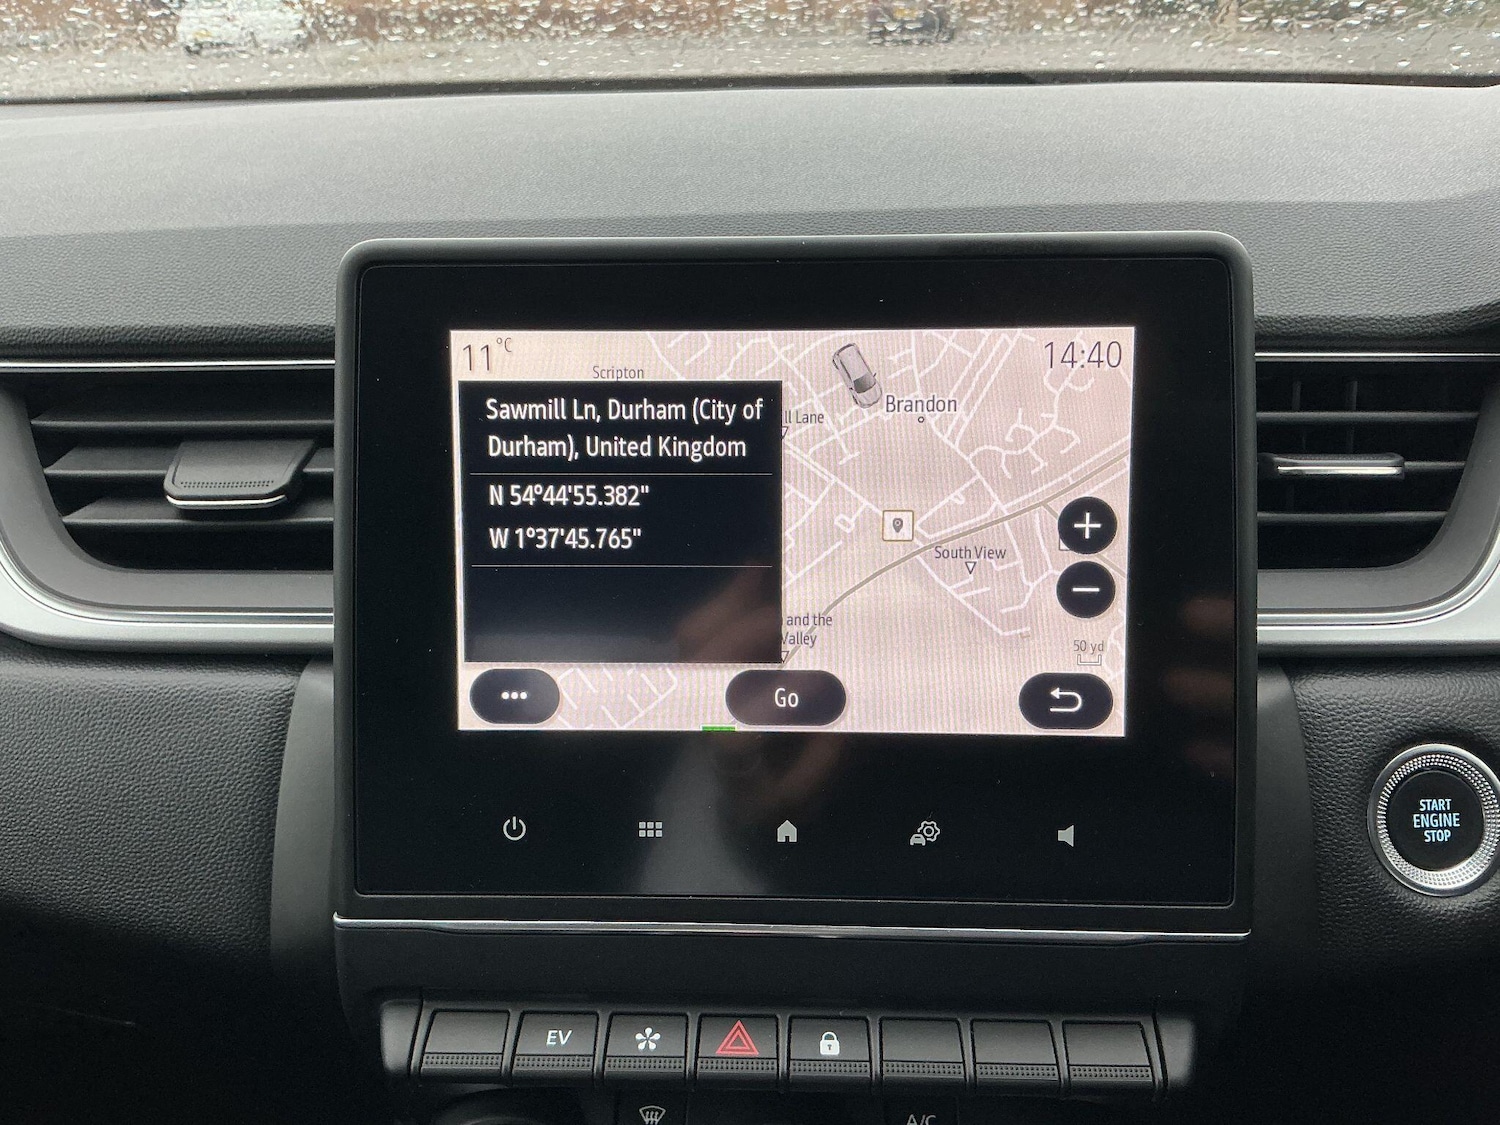 11°C
14:40
Scripton
Sawmill Ln, Durham (City of
Durham), United Kingdom
ll Lane
Brandon
N 54°44'55.382"
W 1°37'45.765"
South View
and the
Valley
50 yd
Go
START
ENGINE
STOP
EV
A/C